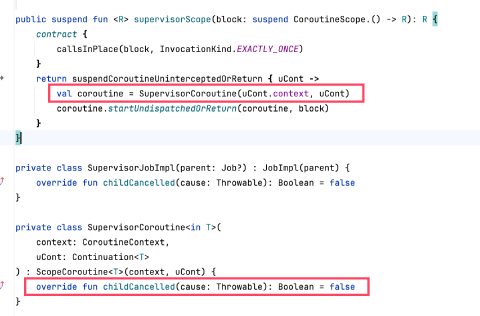 public suspend fun <R> supervisorScope(block: suspend CoroutineScope.() -> R): R {
    contract {
        callsInPlace(block, InvocationKind.EXACTLY_ONCE)
    }
    return suspendCoroutineUninterceptedOrReturn { uCont ->
        val coroutine = SupervisorCoroutine(uCont.context, uCont)
        coroutine.startUndispatchedOrReturn(coroutine, block)
    }
}
private class SupervisorJobImpl(parent: Job?) : JobImpl(parent) {
    override fun childCancelled(cause: Throwable): Boolean = false
}
private class SupervisorCoroutine<in T>(
    context: CoroutineContext,
    uCont: Continuation<T>
) : ScopeCoroutine<T>(context, uCont) {
    override fun childCancelled(cause: Throwable): Boolean = false
}